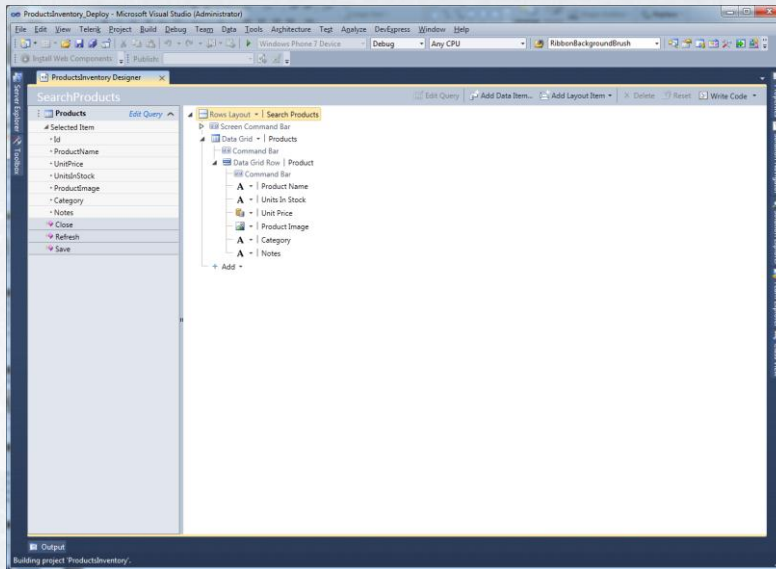 ProductsInventory_Deploy - Microsoft Visual Studio (Administrator)
File Edit View Telerik Project Build Debug Team Data Tools Architecture Test Analyze DevExpress Window Help
Windows Phone 7 Device Debug Any CPU RibbonBackgroundBrush
Install Web Components Publish:
ProductsInventory Designer x
SearchProducts
Edit Query Add Data Item... Add Layout Item Delete Reset Write Code
Server Explorer
Toolbox
Products Edit Query
Selected Item
Id
ProductName
UnitPrice
UnitsInStock
ProductImage
Category
Notes
Close
Refresh
Save
Rows Layout | Search Products
Screen Command Bar
Data Grid | Products
Command Bar
Data Grid Row | Product
Command Bar
A | Product Name
A | Units In Stock
| Unit Price
| Product Image
A | Category
A | Notes
+ Add
Output
Building project 'ProductsInventory'.